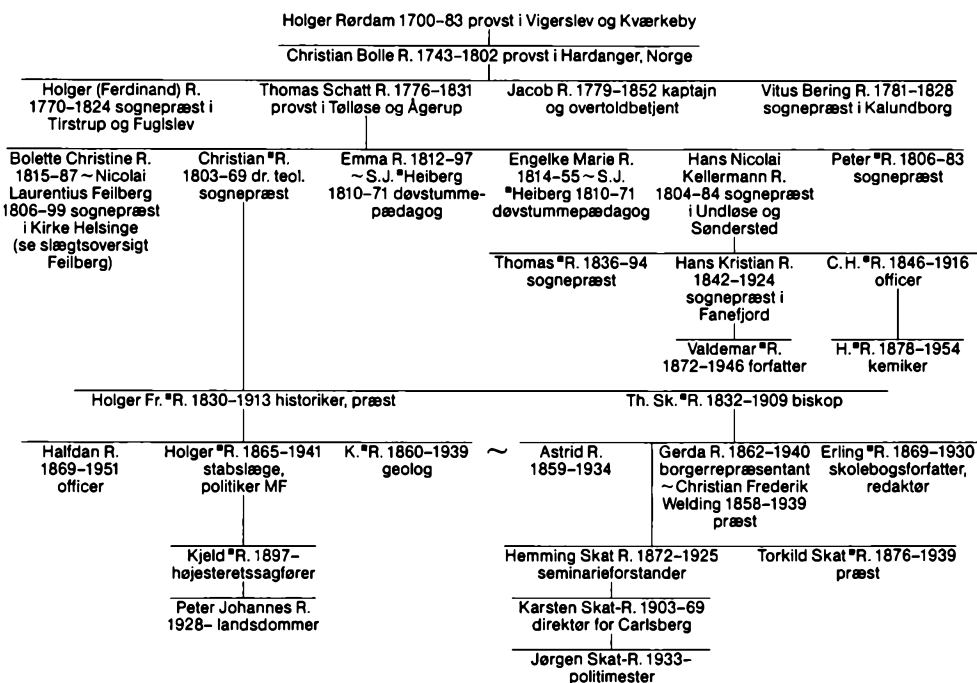 Holger Rørdam 1700–83 provst i Vigerslev og Kværkeby
Christian Bolle R. 1743–1802 provst i Hardanger, Norge
Holger (Ferdinand) R.
1770–1824 sognepræst i
Tirstrup og Fuglslev
Thomas Schatt R. 1776–1831
provst i Tølløse og Ågerup
Jacob R. 1779–1852 kaptajn
og overtoldbetjent
Vitus Bering R. 1781–1828
sognepræst i Kalundborg
Bolette Christine R.
1815–87 ~ Nicolai
Laurentius Feilberg
1806–99 sognepræst
i Kirke Helsinge
(se slægtsoversigt
Feilberg)
Christian *R.
1803–69 dr. teol.
sognepræst
Emma R. 1812–97
~ S.J. *Heiberg
1810–71 døvstumme-
pædagog
Engelke Marie R.
1814–55 ~ S.J.
*Heiberg 1810–71
døvstummepædagog
Hans Nicolai
Kellermann R.
1804–84 sognepræst
i Undløse og
Søndersted
Peter *R. 1806–83
sognepræst
Thomas *R. 1836–94
sognepræst
Hans Kristian R.
1842–1924
sognepræst i
Fanefjord
C.H. *R. 1846–1916
officer
Valdemar *R.
1872–1946 forfatter
H. *R. 1878–1954
kemiker
Holger Fr. *R. 1830–1913 historiker, præst
Th. Sk. *R. 1832–1909 biskop
Halfdan R.
1869–1951
officer
Holger *R. 1865–1941
stabslæge,
politiker MF
K. *R. 1860–1939
geolog
~
Astrid R.
1859–1934
Gerda R. 1862–1940
borgerrepræsentant
~ Christian Frederik
Welding 1858–1939
præst
Erling *R. 1869–1930
skolebogsforfatter,
redaktør
Kjeld *R. 1897–
højesteretssagfører
Hemming Skat R. 1872–1925
seminarieforstander
Torkild Skat *R. 1876–1939
præst
Peter Johannes R.
1928– landsdommer
Karsten Skat-R. 1903–69
direktør for Carlsberg
Jørgen Skat-R. 1933–
politimester